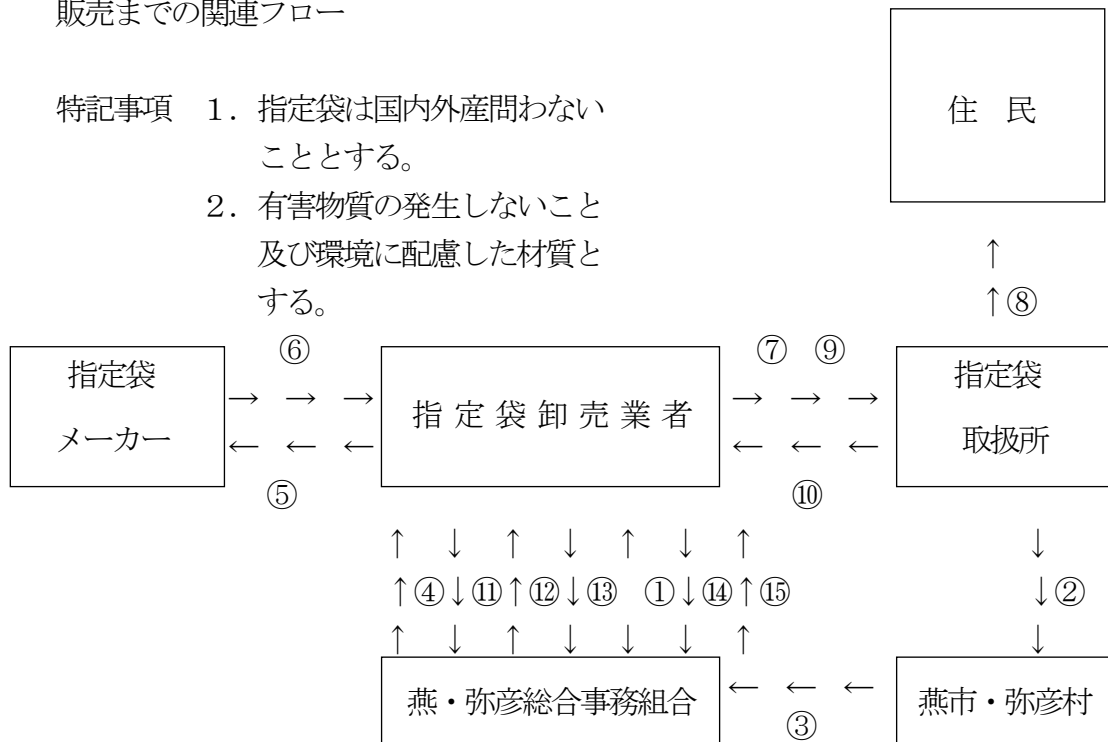 販売までの関連フロー
特記事項 1. 指定袋は国内外産問わない
こととする。
2. 有害物質の発生しないこと
及び環境に配慮した材質と
する。
住 民
↑
↑⑧
⑥
⑦ ⑨
指定袋
メーカー
→ → →
← ← ←
⑤
指 定 袋 卸 売 業 者
→ → →
← ← ←
⑩
指定袋
取扱所
↑ ↓ ↑ ↓ ↑ ↓ ↑
↑④↓⑪↑⑫↓⑬ ①↓⑭↑⑮
↑ ↓ ↑ ↓ ↓ ↓ ↑
↓
↓②
↓
燕・弥彦総合事務組合
← ← ←
③
燕市・弥彦村